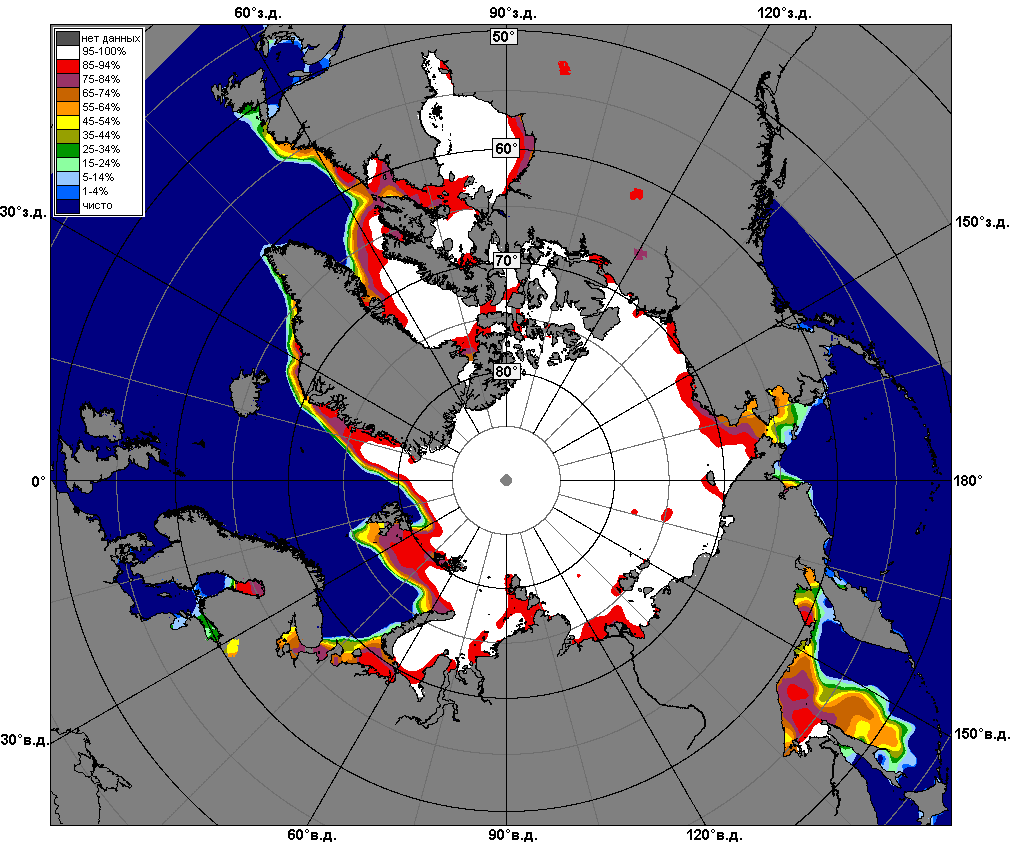 60°з.д.
90°з.д.
120°з.д.
50°
нет данных
95-100%
85-94%
75-84%
65-74%
55-64%
45-54%
35-44%
25-34%
15-24%
5-14%
1-4%
чисто
60°
30°з.д.
150°з.д.
70°
80°
0°
180°
30°в.д.
150°в.д.
60°в.д.
90°в.д.
120°в.д.